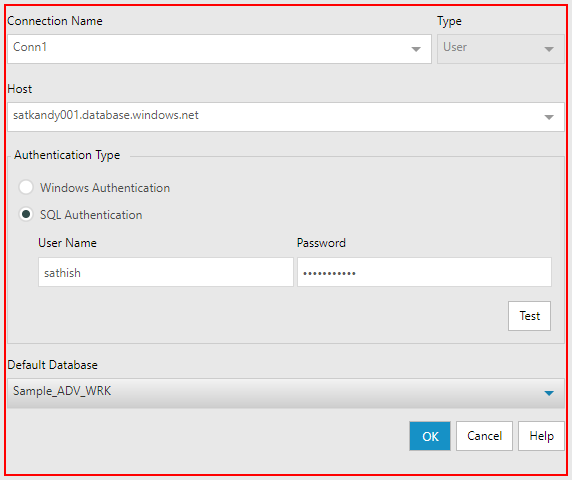 Connection Name Type
Conn1 User
Host
satkandy001.database.windows.net
Authentication Type
Windows Authentication
SQL Authentication
User Name Password
sathish •••••••••••
Test
Default Database
Sample_ADV_WRK
OK Cancel Help